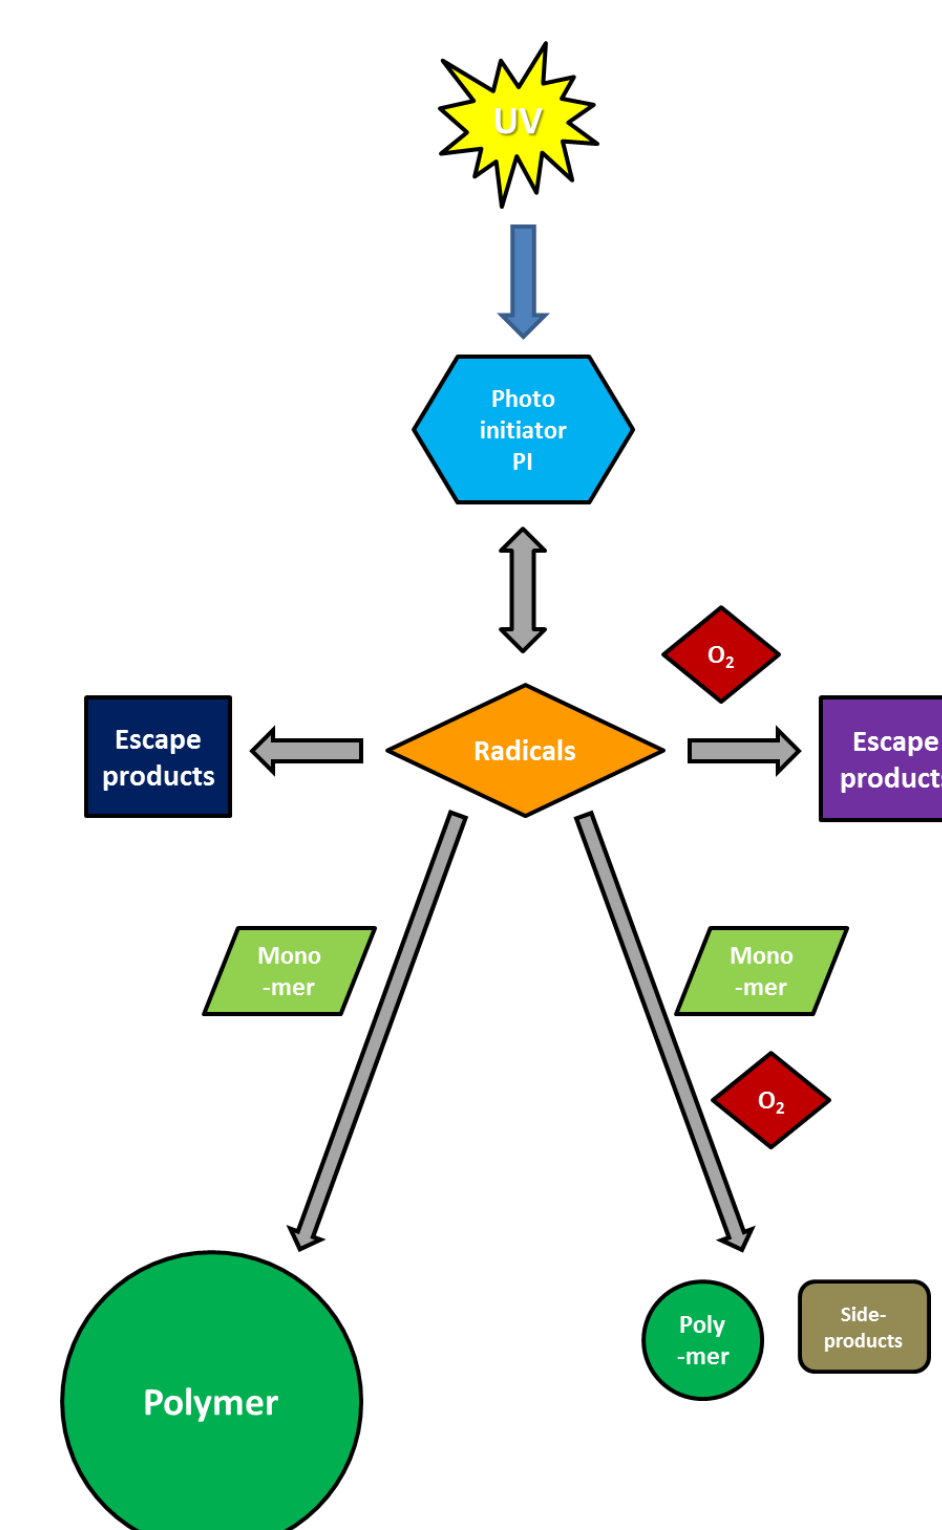 UV
Photo
initiator
PI
O₂
Escape
products
Radicals
Escape
products
Mono
-mer
Mono
-mer
O₂
Polymer
Poly
-mer
Side-
products